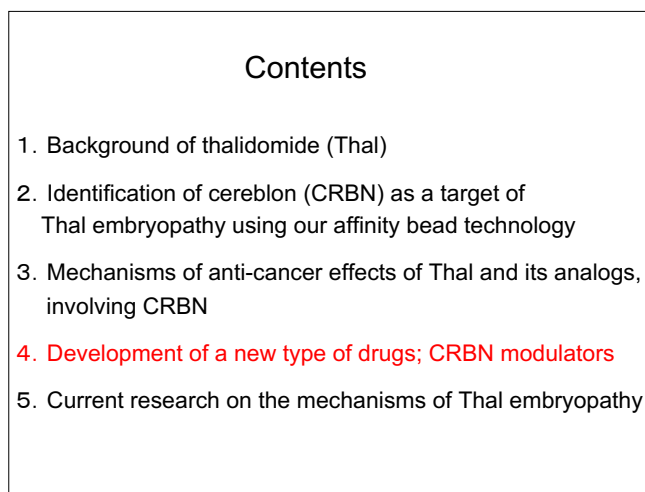 Contents
1. Background of thalidomide (Thal)
2. Identification of cereblon (CRBN) as a target of
Thal embryopathy using our affinity bead technology
3. Mechanisms of anti-cancer effects of Thal and its analogs,
involving CRBN
4. Development of a new type of drugs; CRBN modulators
5. Current research on the mechanisms of Thal embryopathy